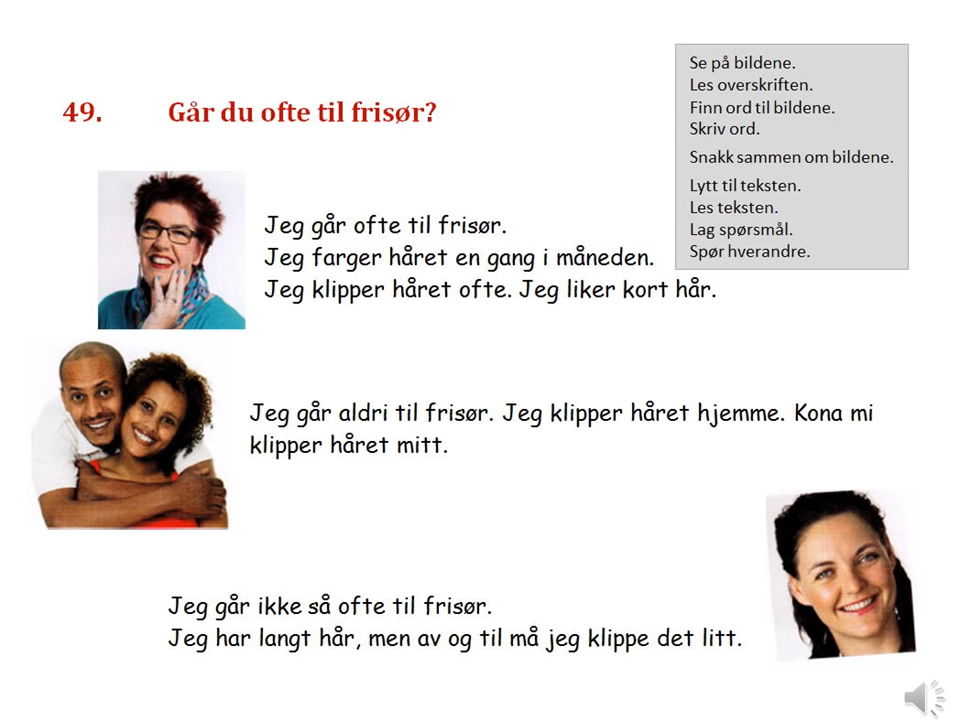 49. Går du ofte til frisør?
Se på bildene.
Les overskriften.
Finn ord til bildene.
Skriv ord.
Snakk sammen om bildene.
Lytt til teksten.
Les teksten.
Lag spørsmål.
Spør hverandre.
Jeg går ofte til frisør.
Jeg farger håret en gang i måneden.
Jeg klipper håret ofte. Jeg liker kort hår.
Jeg går aldri til frisør. Jeg klipper håret hjemme. Kona mi
klipper håret mitt.
Jeg går ikke så ofte til frisør.
Jeg har langt hår, men av og til må jeg klippe det litt.